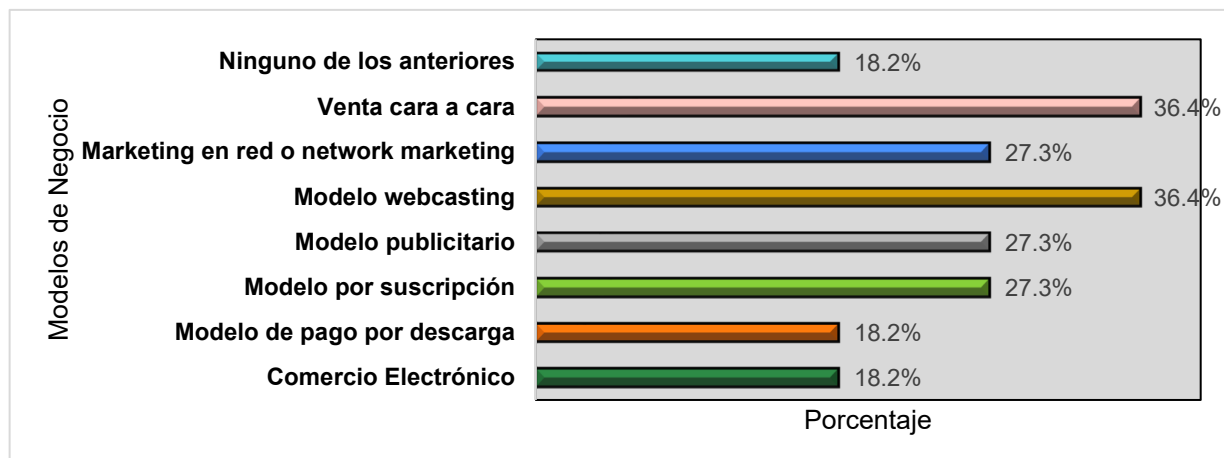 Modelos de Negocio
Ninguno de los anteriores
18.2%
Venta cara a cara
36.4%
Marketing en red o network marketing
27.3%
Modelo webcasting
36.4%
Modelo publicitario
27.3%
Modelo por suscripción
27.3%
Modelo de pago por descarga
18.2%
Comercio Electrónico
18.2%
Porcentaje